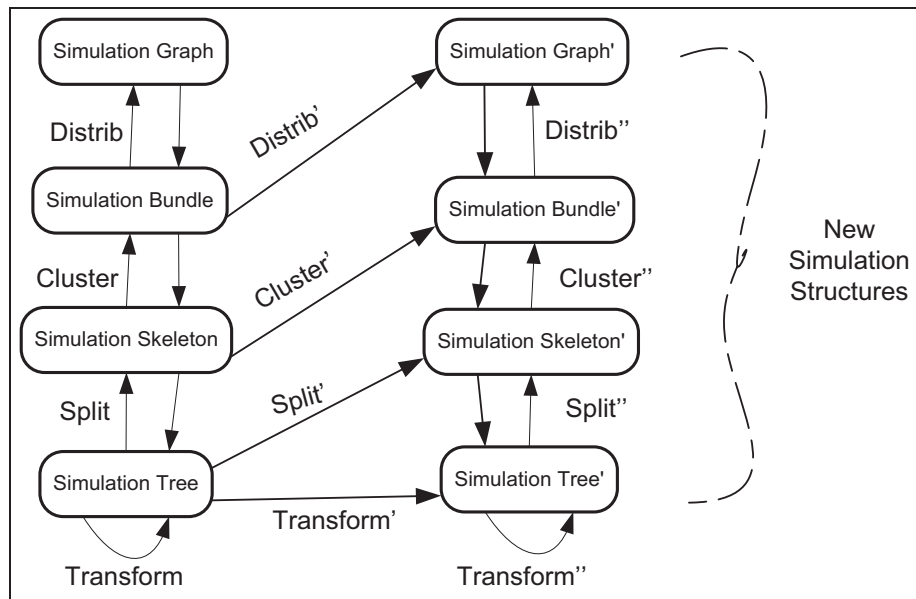 Simulation Graph
Simulation Graph'
Distrib
Distrib’
Distrib’’
Simulation Bundle
Simulation Bundle'
New
Simulation
Structures
Cluster
Cluster’
Cluster’’
Simulation Skeleton
Simulation Skeleton'
Split
Split’
Split’’
Simulation Tree
Simulation Tree'
Transform’
Transform
Transform’’